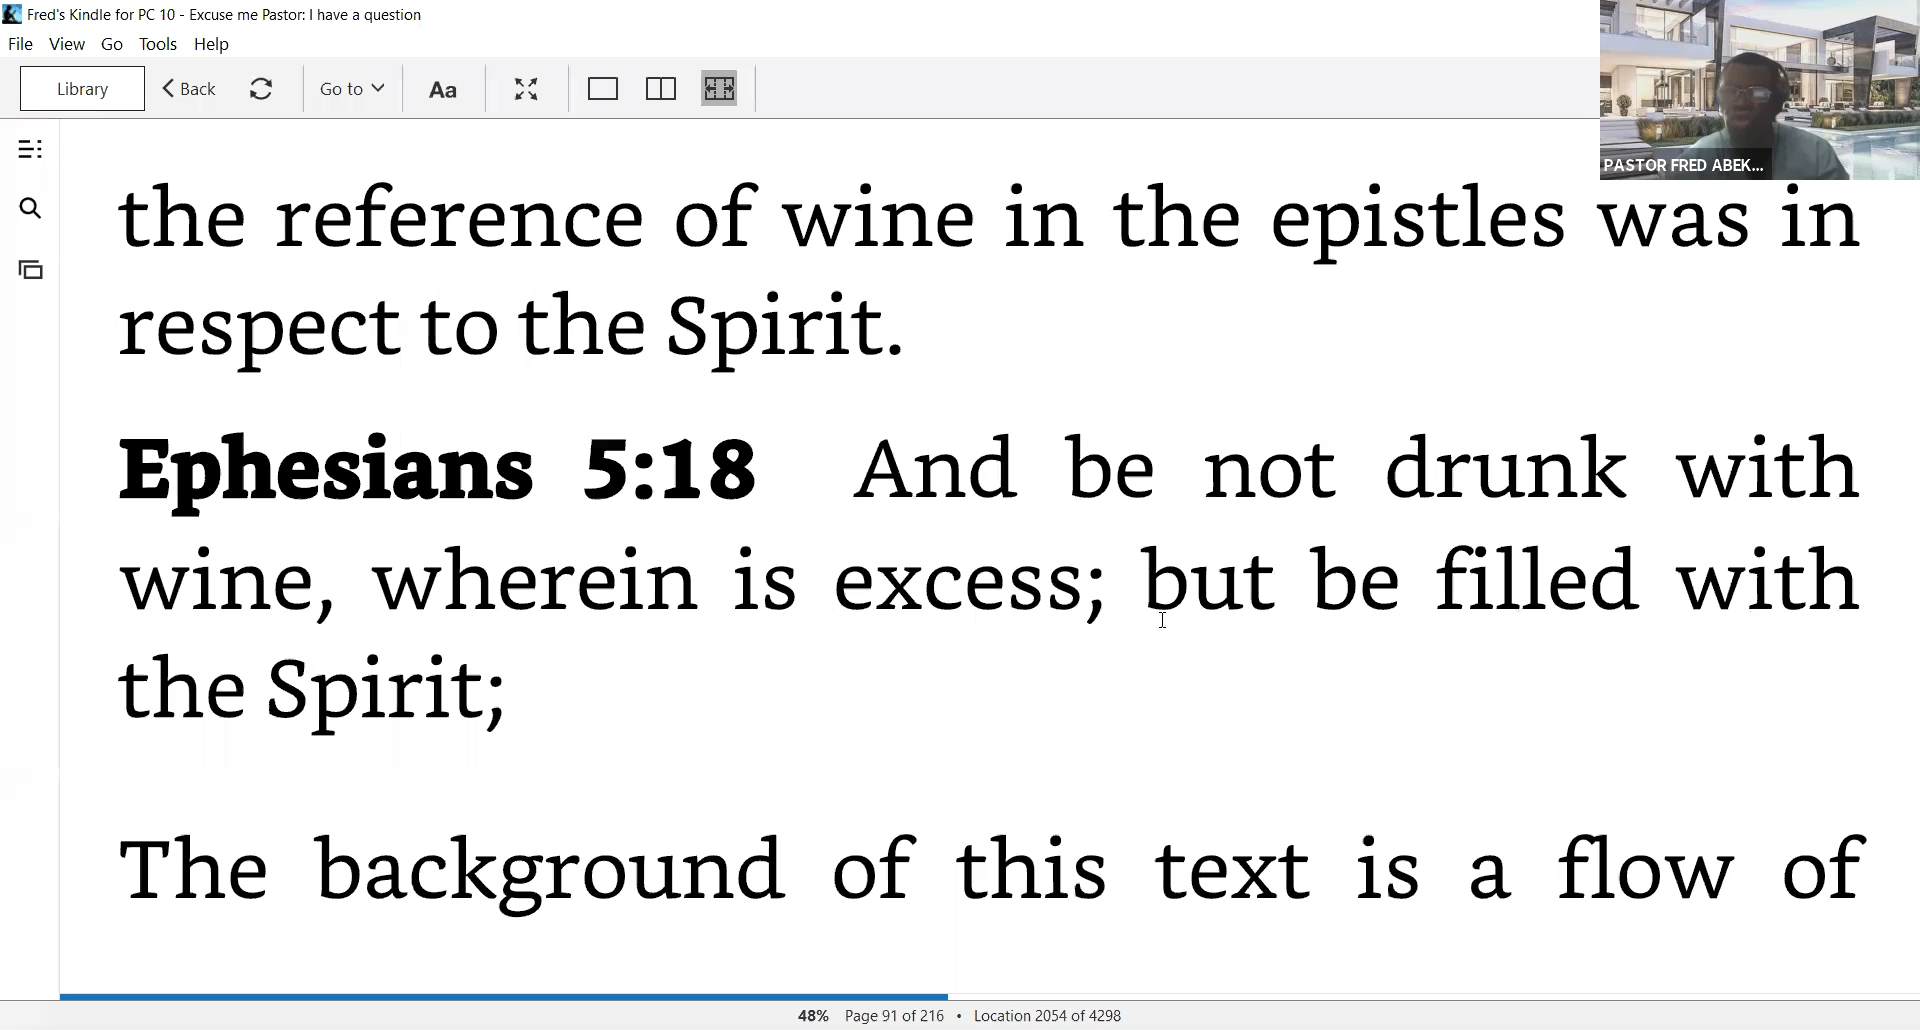 Fred's Kindle for PC 10 - Excuse me Pastor: I have a question
File View Go Tools Help
Library Back Go to Aa
PASTOR FRED ABEK...
the reference of wine in the epistles was in
respect to the Spirit.
Ephesians 5:18 And be not drunk with
wine, wherein is excess; but be filled with
the Spirit;
The background of this text is a flow of
48% Page 91 of 216 • Location 2054 of 4298